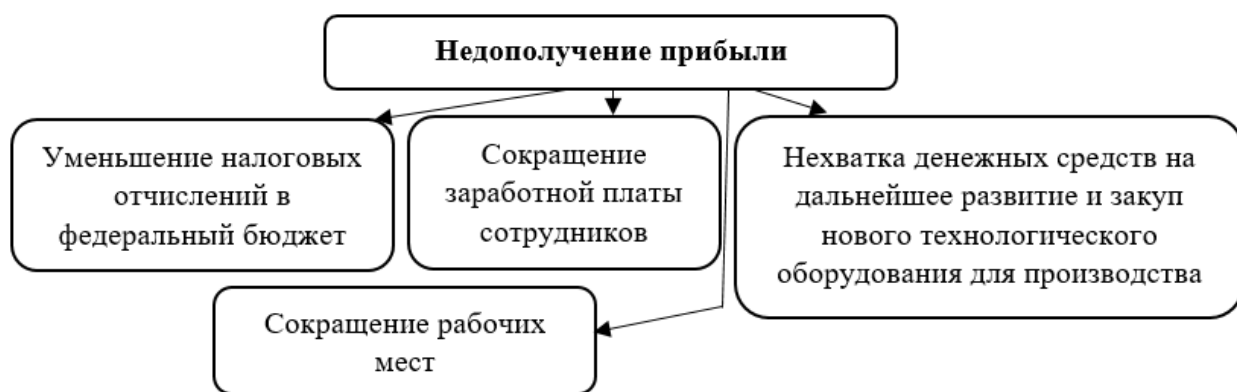 Недополучение прибыли
Уменьшение налоговых
отчислений в
федеральный бюджет
Сокращение
заработной платы
сотрудников
Нехватка денежных средств на
дальнейшее развитие и закуп
нового технологического
оборудования для производства
Сокращение рабочих
мест